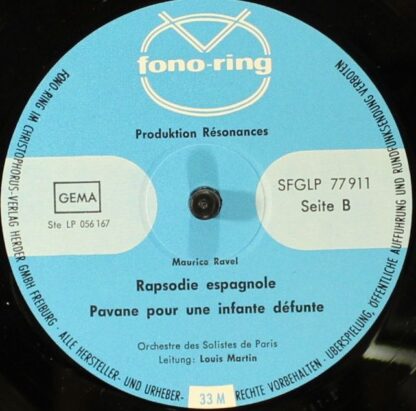 fono-ring
Produktion Résonances
GEMA
Ste LP 056167
SFGLP 77911
Seite B
Maurice Ravel
Rapsodie espagnole
Pavane pour une infante défunte
Orchestre des Solistes de Paris
Leitung: Louis Martin
33 M
FONO-RING IM CHRISTOPHORUS-VERLAG HERDER GMBH FREIBURG · ALLE HERSTELLER- UND URHEBER-RECHTE VORBEHALTEN · ÜBERSPIELUNG, ÖFFENTLICHE AUFFÜHRUNG UND RUNDFUNKSENDUNG VERBOTEN